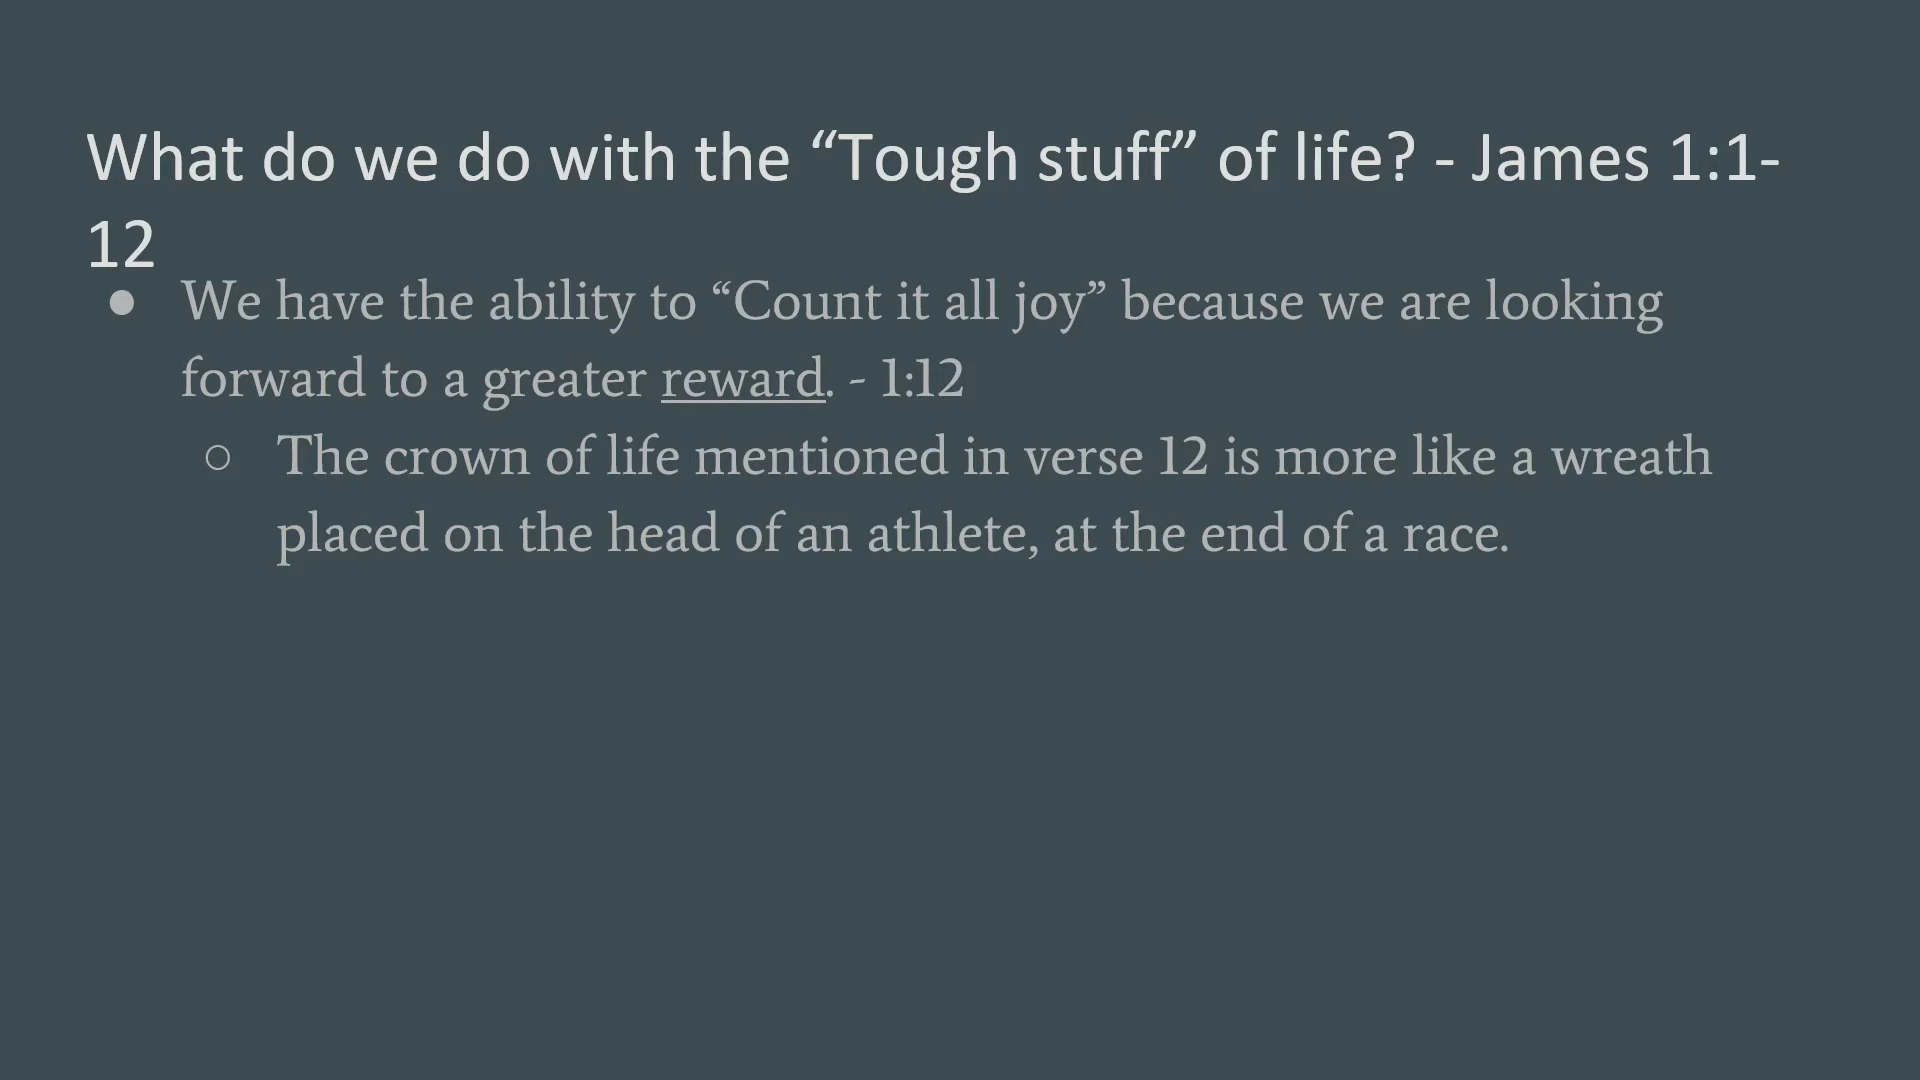 What do we do with the “Tough stuff” of life? - James 1:1-
12
● We have the ability to “Count it all joy” because we are looking
forward to a greater reward. - 1:12
○ The crown of life mentioned in verse 12 is more like a wreath
placed on the head of an athlete, at the end of a race.